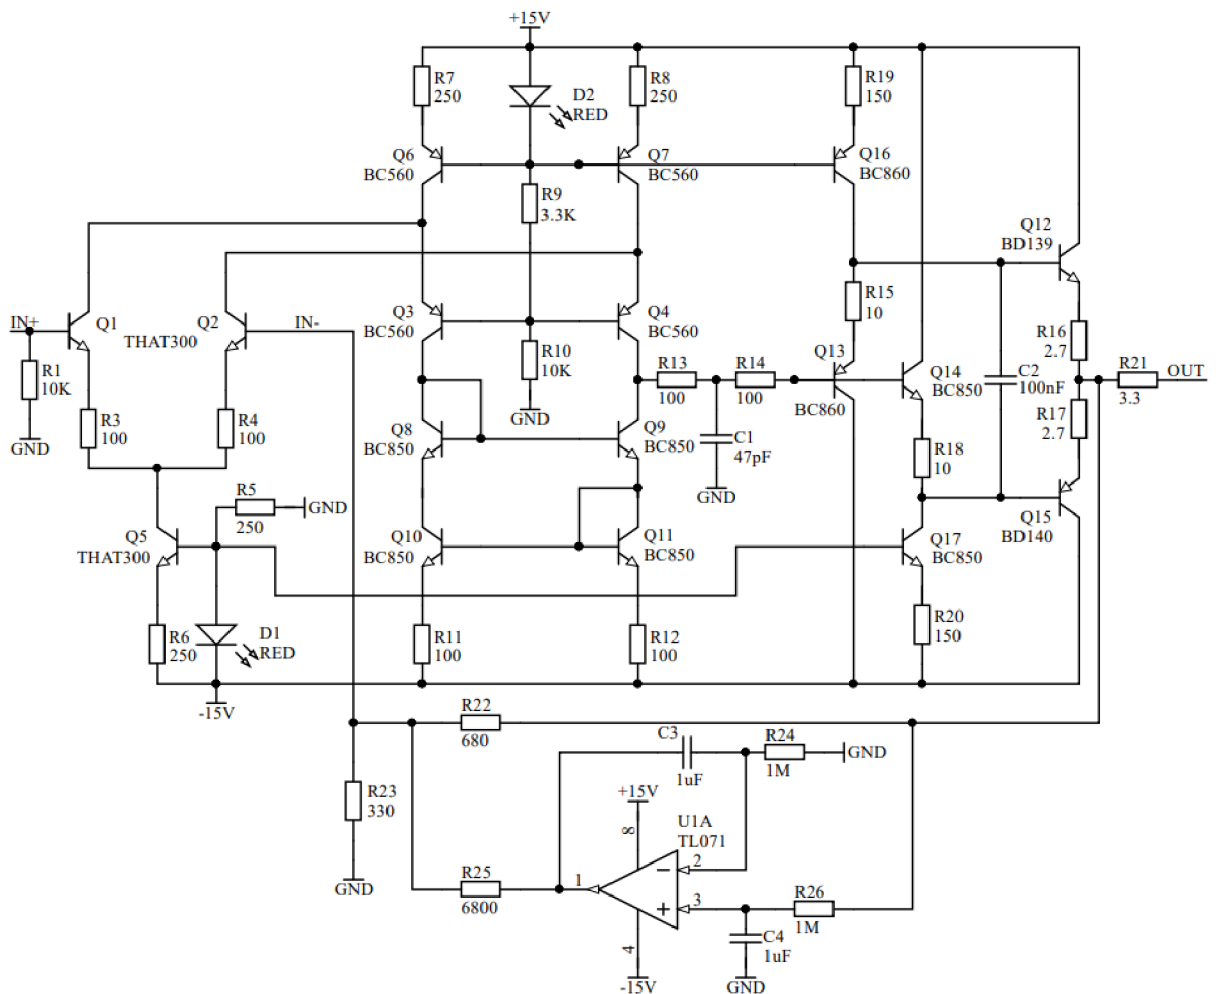 +15V
R7
250
D2
RED
R8
250
R19
150
Q6
BC560
Q7
BC560
Q16
BC860
R9
3.3K
Q12
BD139
R15
10
IN+
Q1
THAT300
Q2
IN-
Q3
BC560
Q4
BC560
R16
2.7
R1
10K
R10
10K
R13
100
R14
100
Q13
BC860
Q14
BC850
C2
100nF
R21
3.3
OUT
GND
R3
100
R4
100
GND
Q8
BC850
Q9
BC850
C1
47pF
R17
2.7
R18
10
R5
250
GND
GND
Q5
THAT300
Q10
BC850
Q11
BC850
Q17
BC850
Q15
BD140
R6
250
D1
RED
R11
100
R12
100
R20
150
-15V
R22
680
C3
1uF
R24
1M
GND
R23
330
+15V
8
U1A
TL071
2
GND
R25
6800
1
3
R26
1M
4
C4
1uF
-15V
GND